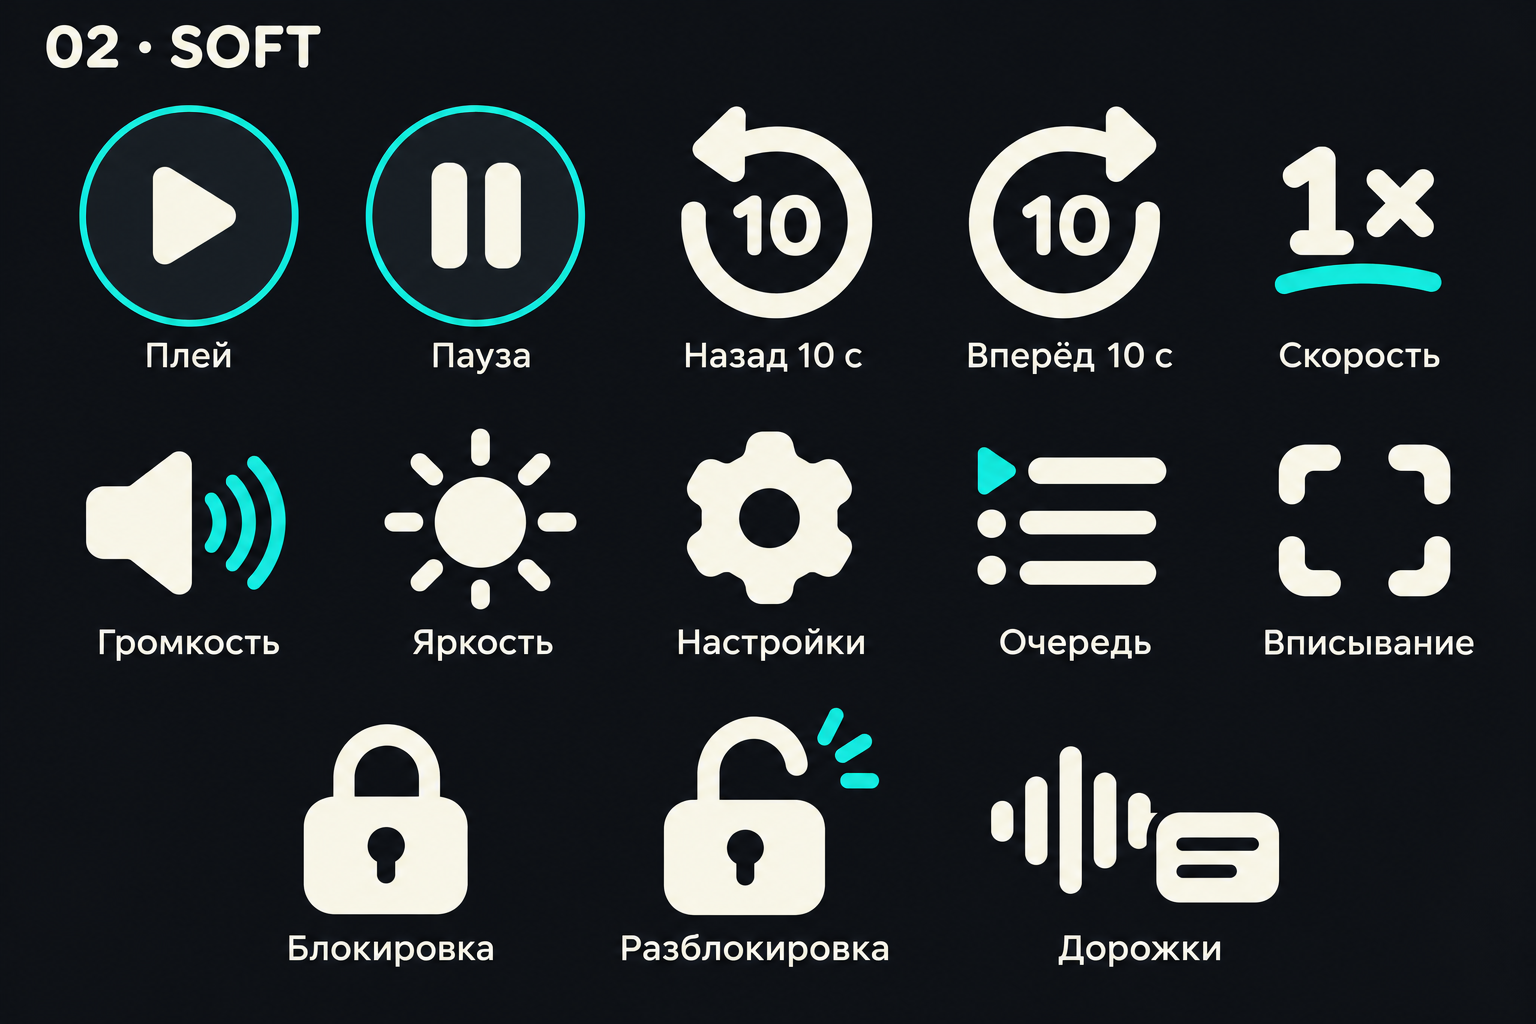 02 · SOFT
10
10
1×
Плей
Пауза
Назад 10 с
Вперёд 10 с
Скорость
Громкость
Яркость
Настройки
Очередь
Вписывание
Блокировка
Разблокировка
Дорожки